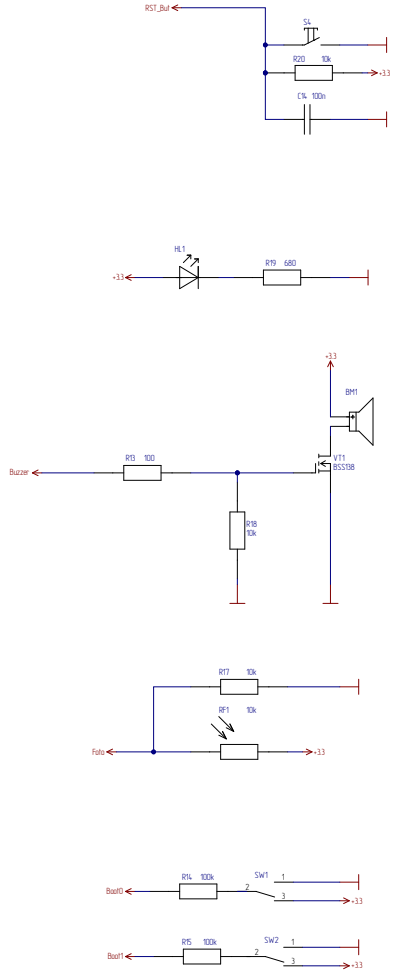 RST_But
S4
R20 10k
+3.3
C14 100n
HL1
R19 680
+3.3
+3.3
BM1
R13 100
VT1
BSS138
Buzzer
R18
10k
R17 10k
RF1 10k
Foto
+3.3
R14 100k
SW1
1
2
3
Boot0
+3.3
R15 100k
SW2
1
2
3
Boot1
+3.3